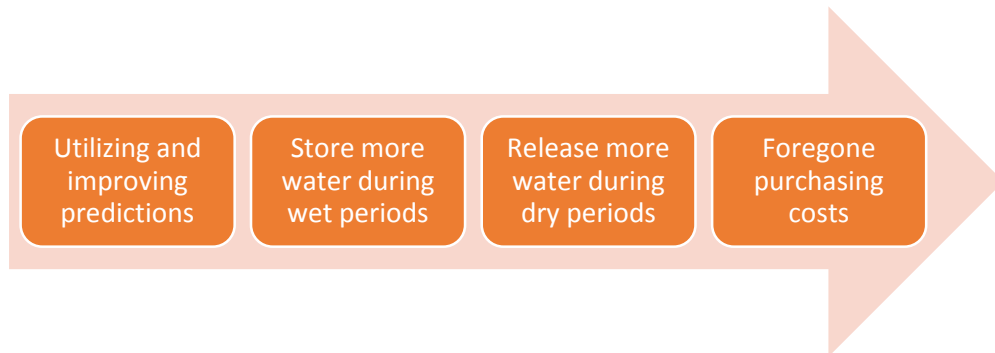 Utilizing and
improving
predictions
Store more
water during
wet periods
Release more
water during
dry periods
Foregone
purchasing
costs